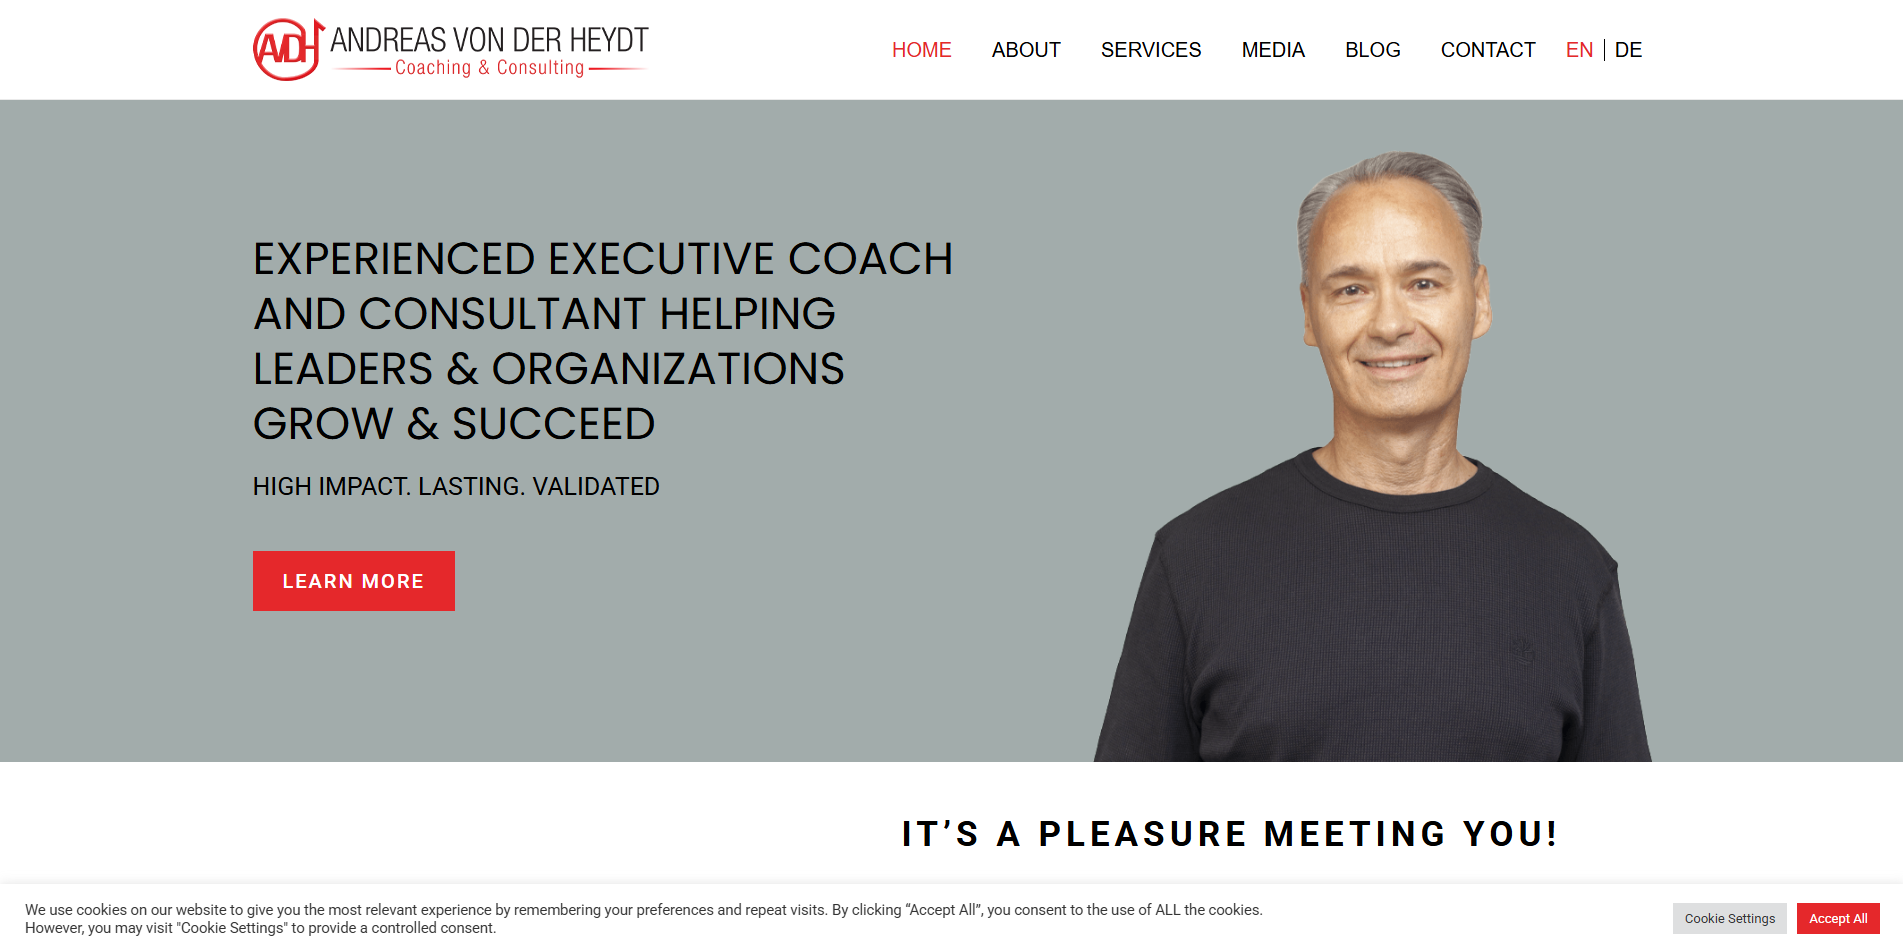 AVDH
ANDREAS VON DER HEYDT
Coaching & Consulting
HOME
ABOUT
SERVICES
MEDIA
BLOG
CONTACT
EN | DE
EXPERIENCED EXECUTIVE COACH
AND CONSULTANT HELPING
LEADERS & ORGANIZATIONS
GROW & SUCCEED
HIGH IMPACT. LASTING. VALIDATED
LEARN MORE
IT’S A PLEASURE MEETING YOU!
We use cookies on our website to give you the most relevant experience by remembering your preferences and repeat visits. By clicking “Accept All”, you consent to the use of ALL the cookies.
However, you may visit "Cookie Settings" to provide a controlled consent.
Cookie Settings
Accept All